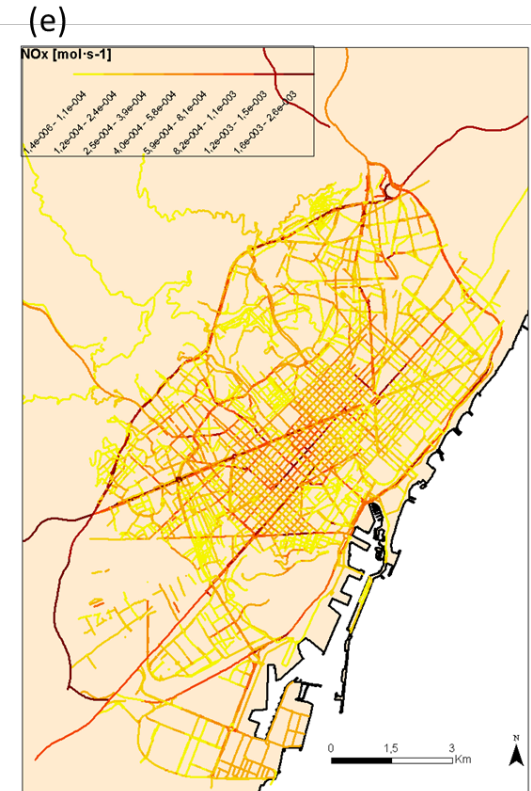 (e)
NOx [mol·s-1]
1.4e-006 - 1.1e-004
1.2e-004 - 2.4e-004
2.5e-004 - 3.9e-004
4.0e-004 - 5.8e-004
5.9e-004 - 8.1e-004
8.2e-004 - 1.1e-003
1.2e-003 - 1.5e-003
1.6e-003 - 2.6e-003
N
0 1,5 3
Km